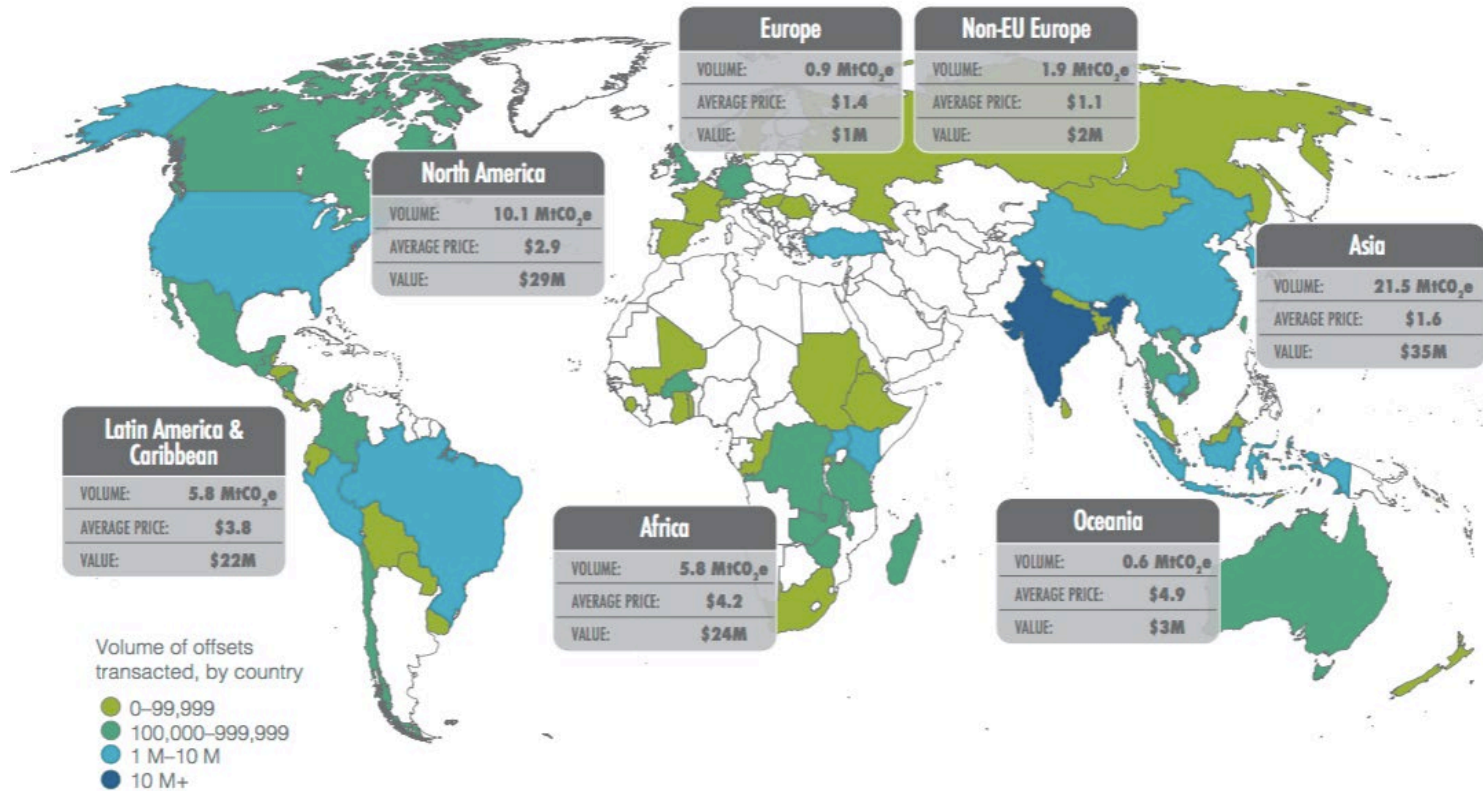 Europe
VOLUME: 0.9 MtCO₂e
AVERAGE PRICE: $1.4
VALUE: $1M
Non-EU Europe
VOLUME: 1.9 MtCO₂e
AVERAGE PRICE: $1.1
VALUE: $2M
North America
VOLUME: 10.1 MtCO₂e
AVERAGE PRICE: $2.9
VALUE: $29M
Asia
VOLUME: 21.5 MtCO₂e
AVERAGE PRICE: $1.6
VALUE: $35M
Latin America &
Caribbean
VOLUME: 5.8 MtCO₂e
AVERAGE PRICE: $3.8
VALUE: $22M
Africa
VOLUME: 5.8 MtCO₂e
AVERAGE PRICE: $4.2
VALUE: $24M
Oceania
VOLUME: 0.6 MtCO₂e
AVERAGE PRICE: $4.9
VALUE: $3M
Volume of offsets
transacted, by country
0–99,999
100,000–999,999
1 M–10 M
10 M+